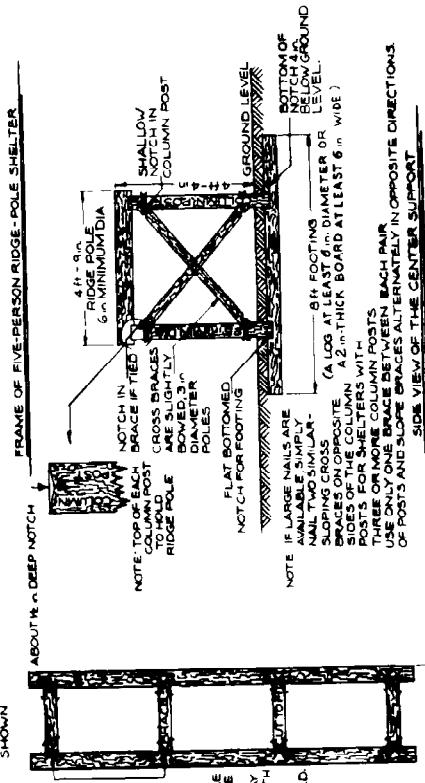 FRAME OF FIVE-PERSON RIDGE-POLE SHELTER
SHOWN
ABOUT ½ in DEEP NOTCH
NOTE: TOP OF EACH
COLUMN POST
TO HOLD
RIDGE POLE
4 ft - 9 in
RIDGE POLE
6 in MINIMUM DIA
NOTCH IN
BRACE IF TIED
CROSS BRACES
ARE SLIGHTLY
BOWED, 3 in
DIAMETER
POLES
SHALLOW
NOTCH IN
COLUMN POST
4 ft - 4 in
GROUND LEVEL
FLAT BOTTOMED
NOTCH FOR FOOTING
BOTTOM OF
NOTCH 4 in
BELOW GROUND
LEVEL.
8 ft FOOTING
(A LOG AT LEAST 6 in DIAMETER OR
A 2 in-THICK BOARD AT LEAST 6 in WIDE)
NOTE IF LARGE NAILS ARE
AVAILABLE, SIMPLY
NAIL TWO SIMILAR-
SLOPING CROSS
BRACES ON OPPOSITE
SIDES OF THE COLUMN
POSTS FOR SHELTERS WITH
THREE OR MORE COLUMN POSTS
USE ONLY ONE BRACE BETWEEN EACH PAIR
OF POSTS AND SLOPE BRACES ALTERNATELY IN OPPOSITE DIRECTIONS.
SIDE VIEW OF THE CENTER SUPPORT